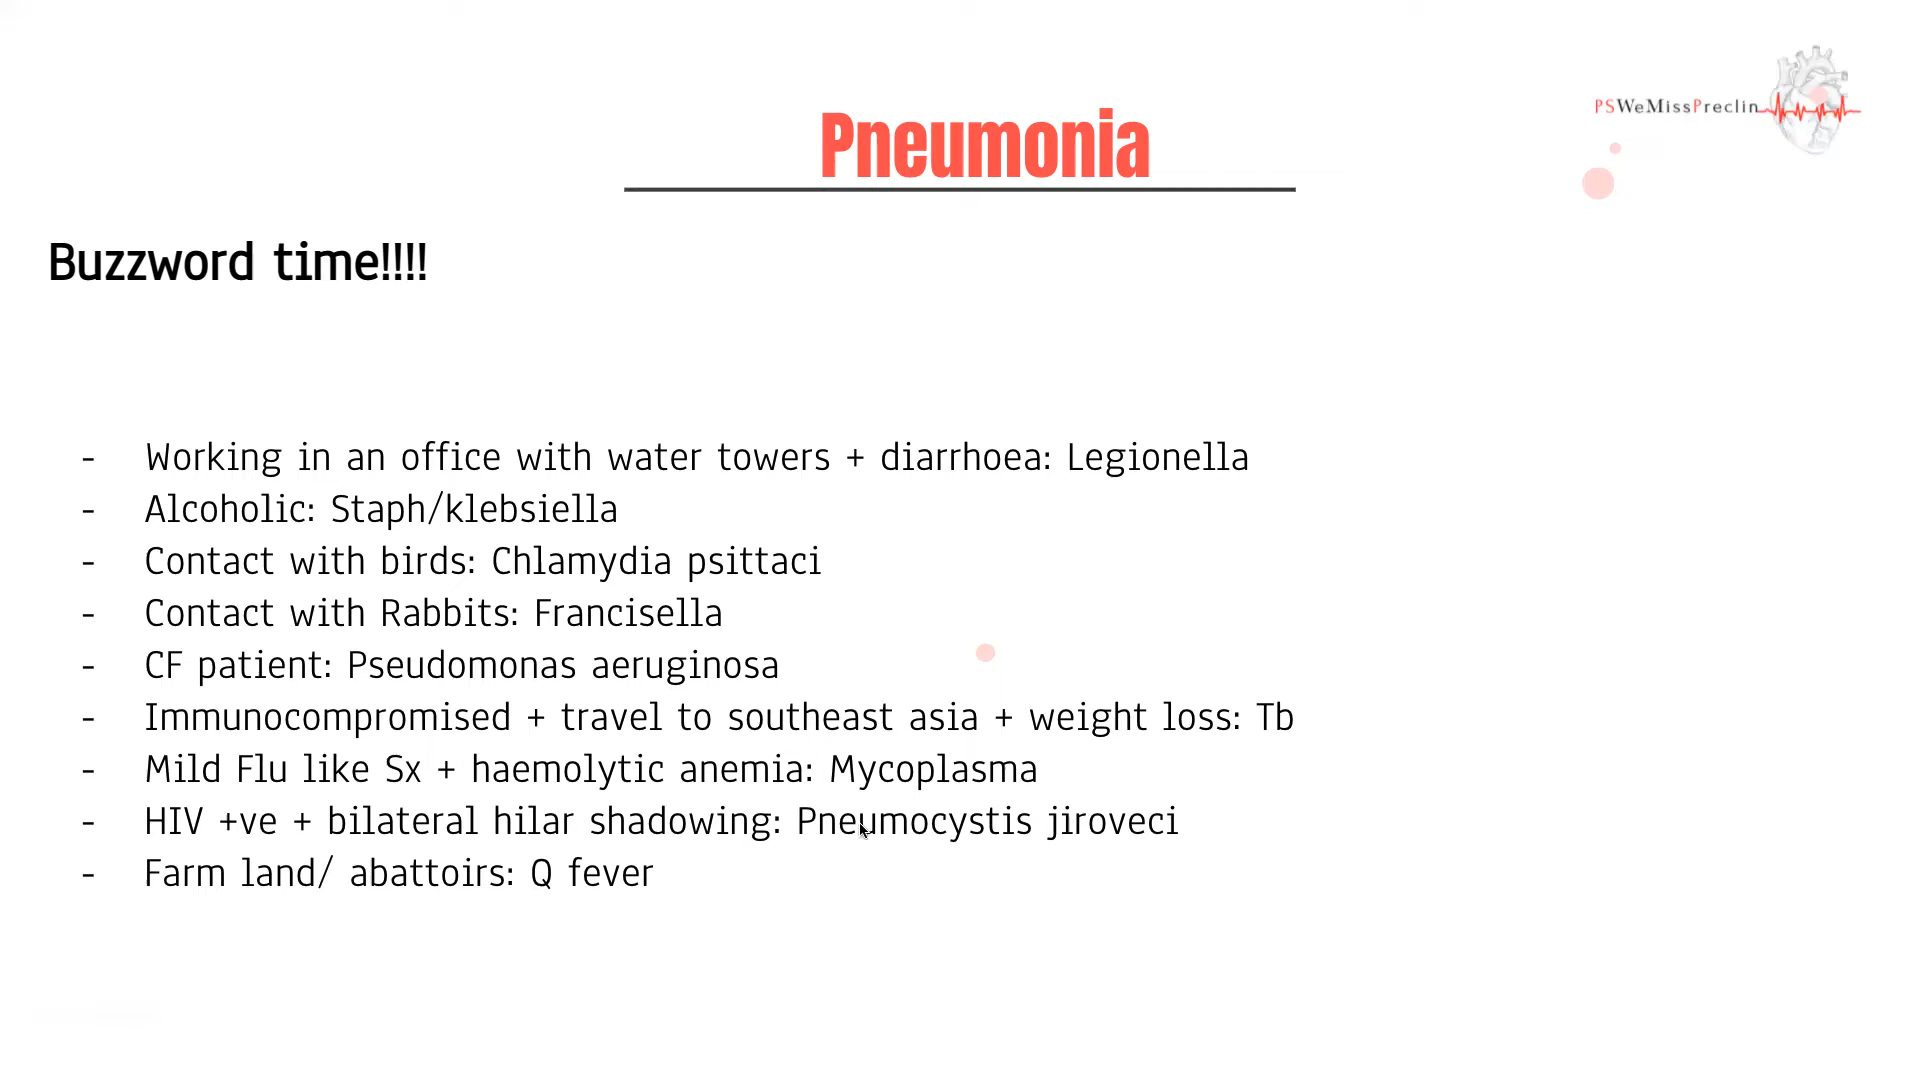 PSWeMissPreclin
Pneumonia
Buzzword time!!!!
- Working in an office with water towers + diarrhoea: Legionella
- Alcoholic: Staph/klebsiella
- Contact with birds: Chlamydia psittaci
- Contact with Rabbits: Francisella
- CF patient: Pseudomonas aeruginosa
- Immunocompromised + travel to southeast asia + weight loss: Tb
- Mild Flu like Sx + haemolytic anemia: Mycoplasma
- HIV +ve + bilateral hilar shadowing: Pneumocystis jiroveci
- Farm land/ abattoirs: Q fever